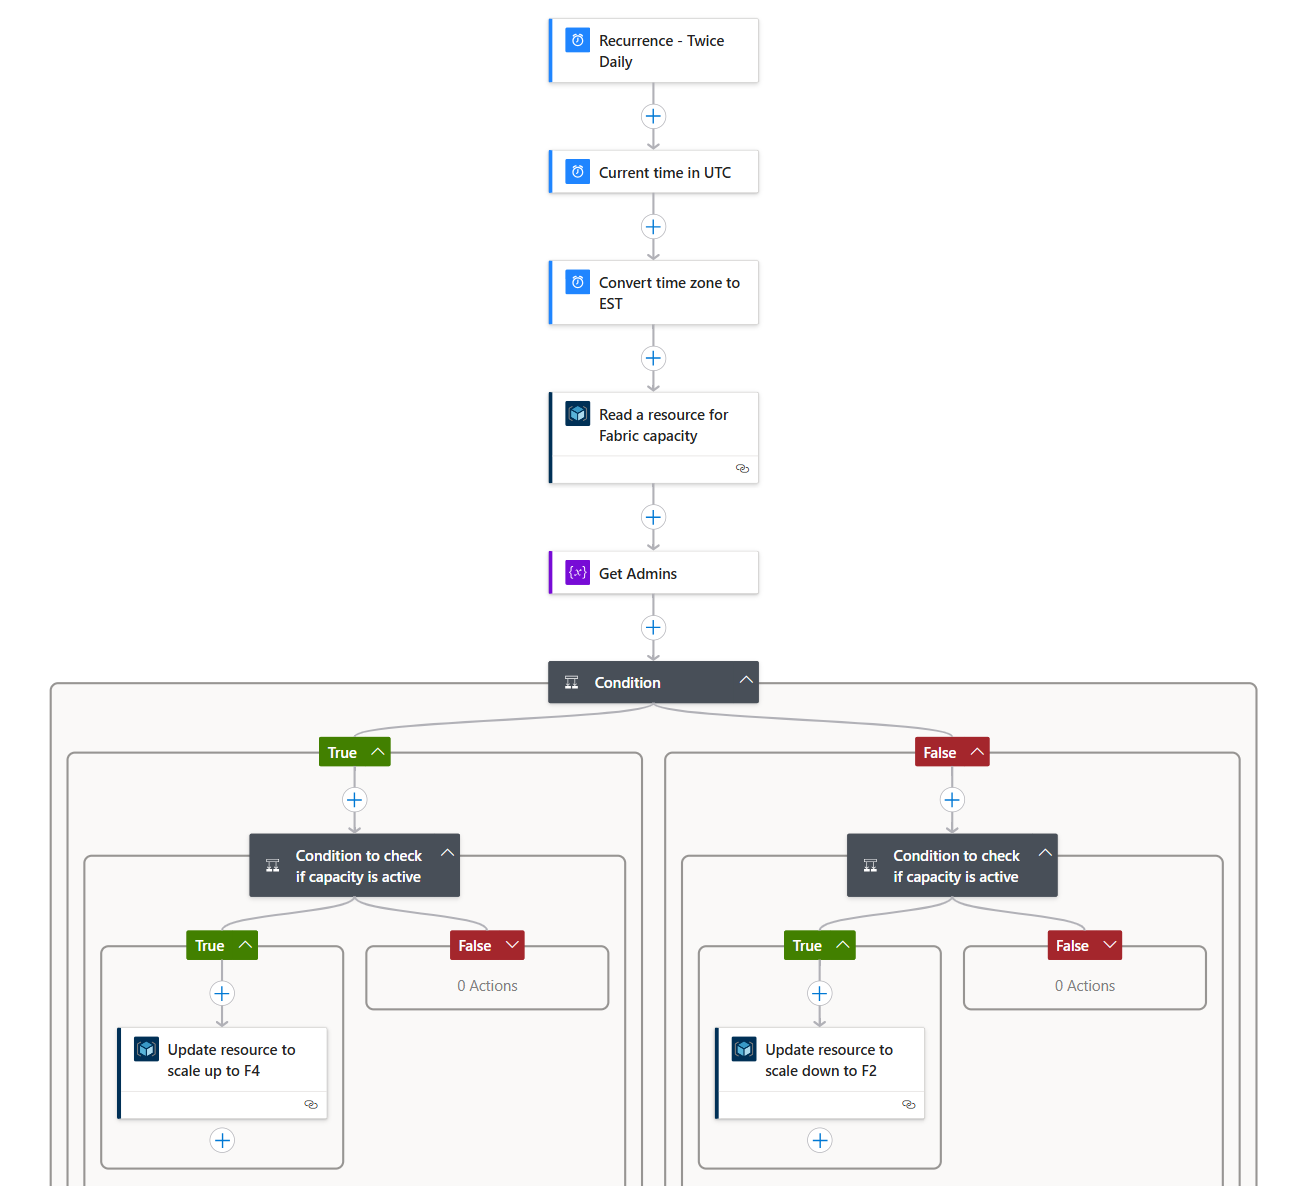 Recurrence - Twice
Daily
Current time in UTC
Convert time zone to
EST
Read a resource for
Fabric capacity
{x}
Get Admins
Condition
True
False
Condition to check
if capacity is active
Condition to check
if capacity is active
True
False
True
False
0 Actions
0 Actions
Update resource to
scale up to F4
Update resource to
scale down to F2